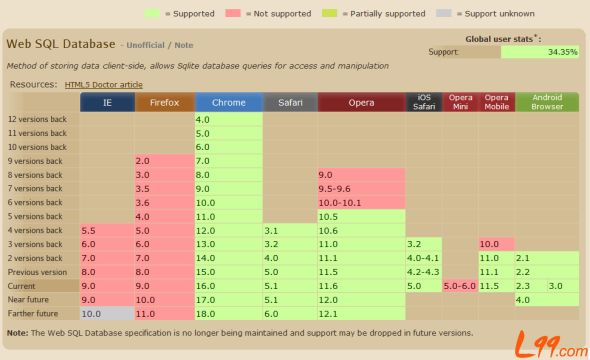 = Supported = Not supported = Partially supported = Support unknown
Web SQL Database - Unofficial / Note
Global user stats*:
Support: 34.35%
Method of storing data client-side, allows Sqlite database queries for access and manipulation
Resources: HTML5 Doctor article
IE Firefox Chrome Safari Opera iOS Safari Opera Mini Opera Mobile Android Browser
12 versions back 4.0
11 versions back 5.0
10 versions back 6.0
9 versions back 2.0 7.0
8 versions back 3.0 8.0 9.0
7 versions back 3.5 9.0 9.5-9.6
6 versions back 3.6 10.0 10.0-10.1
5 versions back 4.0 11.0 10.5
4 versions back 5.5 5.0 12.0 3.1 10.6
3 versions back 6.0 6.0 13.0 3.2 11.0 3.2 10.0
2 versions back 7.0 7.0 14.0 4.0 11.1 4.0-4.1 11.0 2.1
Previous version 8.0 8.0 15.0 5.0 11.5 4.2-4.3 11.1 2.2
Current 9.0 9.0 16.0 5.1 11.6 5.0 5.0-6.0 11.5 2.3 3.0
Near future 9.0 10.0 17.0 5.1 12.0 4.0
Farther future 10.0 11.0 18.0 6.0 12.1
Note: The Web SQL Database specification is no longer being maintained and support may be dropped in future versions.
L99.com